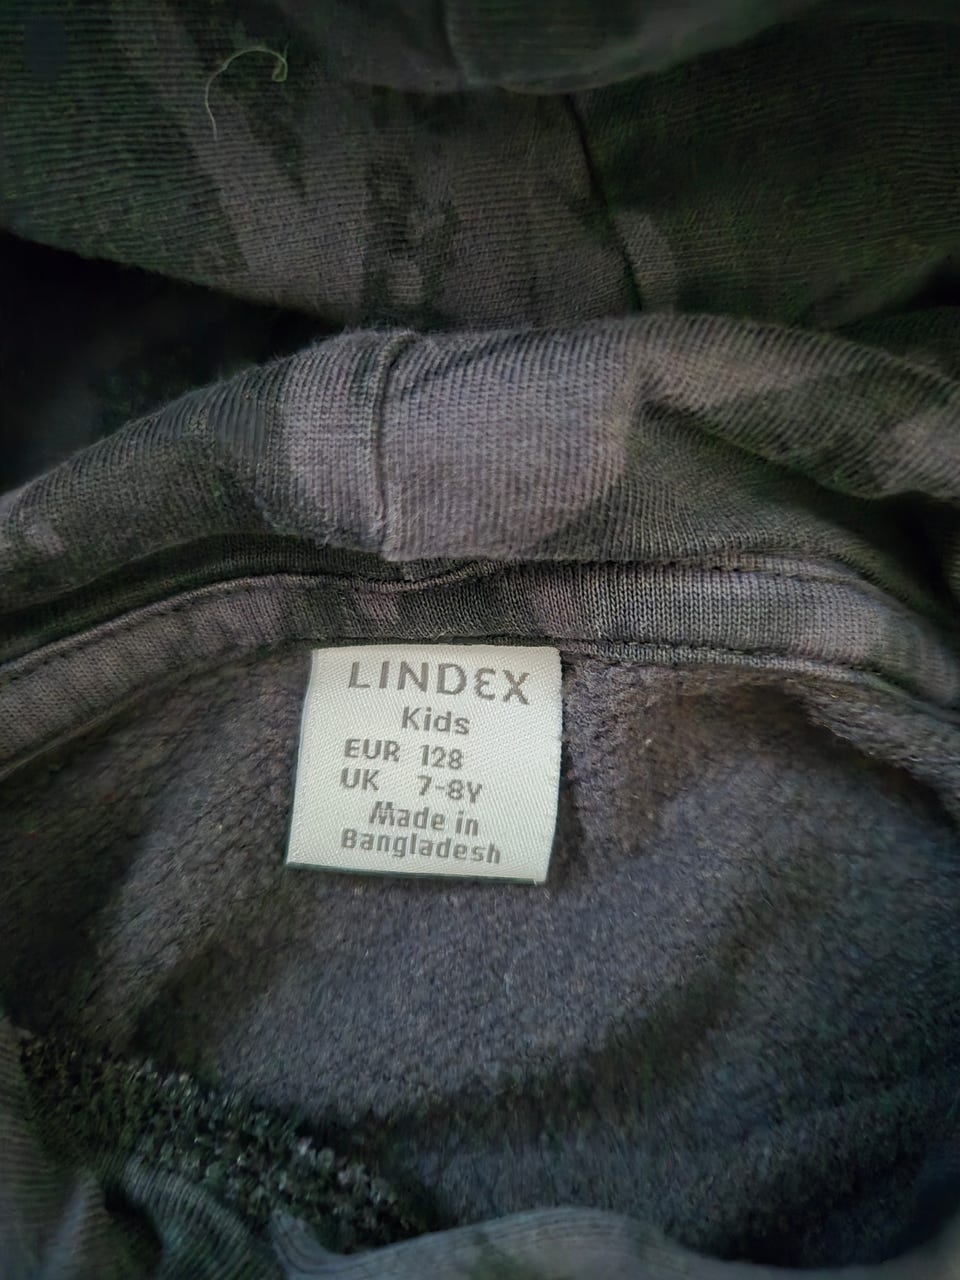 LINDEX
Kids
EUR 128
UK 7-8Y
Made in
Bangladesh